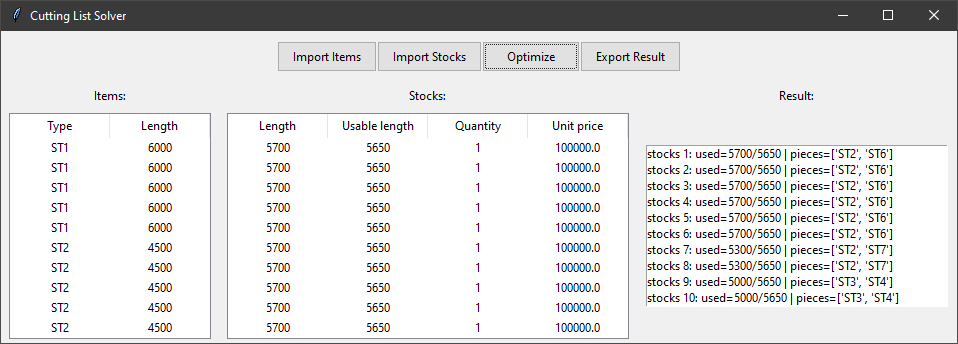 Cutting List Solver
Import Items Import Stocks Optimize Export Result
Items: Stocks: Result:
Type Length Length Usable length Quantity Unit price
ST1 6000 5700 5650 1 100000.0
ST1 6000 5700 5650 1 100000.0
ST1 6000 5700 5650 1 100000.0
ST1 6000 5700 5650 1 100000.0
ST1 6000 5700 5650 1 100000.0
ST2 4500 5700 5650 1 100000.0
ST2 4500 5700 5650 1 100000.0
ST2 4500 5700 5650 1 100000.0
ST2 4500 5700 5650 1 100000.0
ST2 4500 5700 5650 1 100000.0
stocks 1: used=5700/5650 | pieces=['ST2', 'ST6']
stocks 2: used=5700/5650 | pieces=['ST2', 'ST6']
stocks 3: used=5700/5650 | pieces=['ST2', 'ST6']
stocks 4: used=5700/5650 | pieces=['ST2', 'ST6']
stocks 5: used=5700/5650 | pieces=['ST2', 'ST6']
stocks 6: used=5700/5650 | pieces=['ST2', 'ST6']
stocks 7: used=5300/5650 | pieces=['ST2', 'ST7']
stocks 8: used=5300/5650 | pieces=['ST2', 'ST7']
stocks 9: used=5000/5650 | pieces=['ST3', 'ST4']
stocks 10: used=5000/5650 | pieces=['ST3', 'ST4']